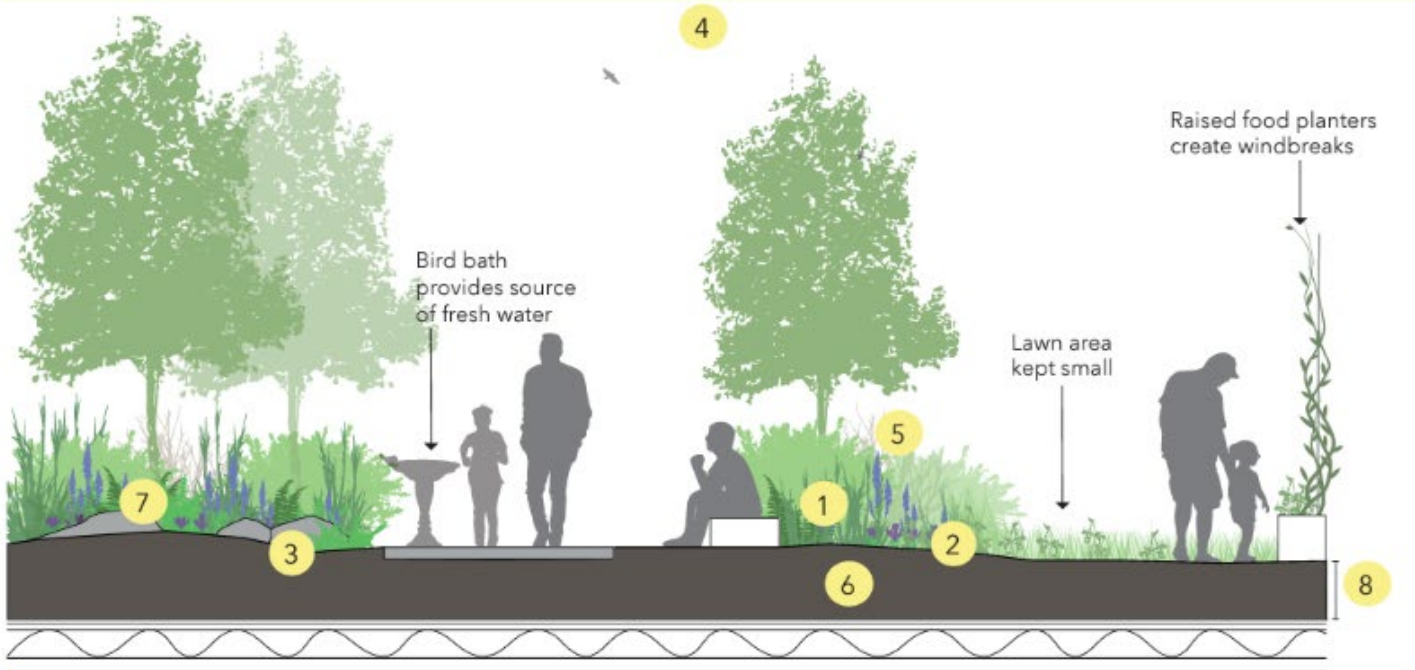 4
Raised food planters
create windbreaks
Bird bath
provides source
of fresh water
Lawn area
kept small
5
7
1
3
2
6
8